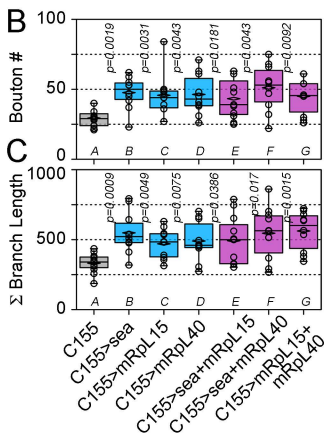 B
Bouton #
100
50
0
p=0.0019
p=0.0031
p=0.0043
p=0.0181
p=0.0043
p=0.0092
A B C D E F G
C
Σ Branch Length
1000
500
0
p=0.0009
p=0.0049
p=0.0075
p=0.0386
p=0.017
p=0.0015
A B C D E F G
C155
C155>sea
C155>mRpL15
C155>mRpL40
C155>sea+mRpL15
C155>sea+mRpL40
C155>mRpL15+
mRpL40